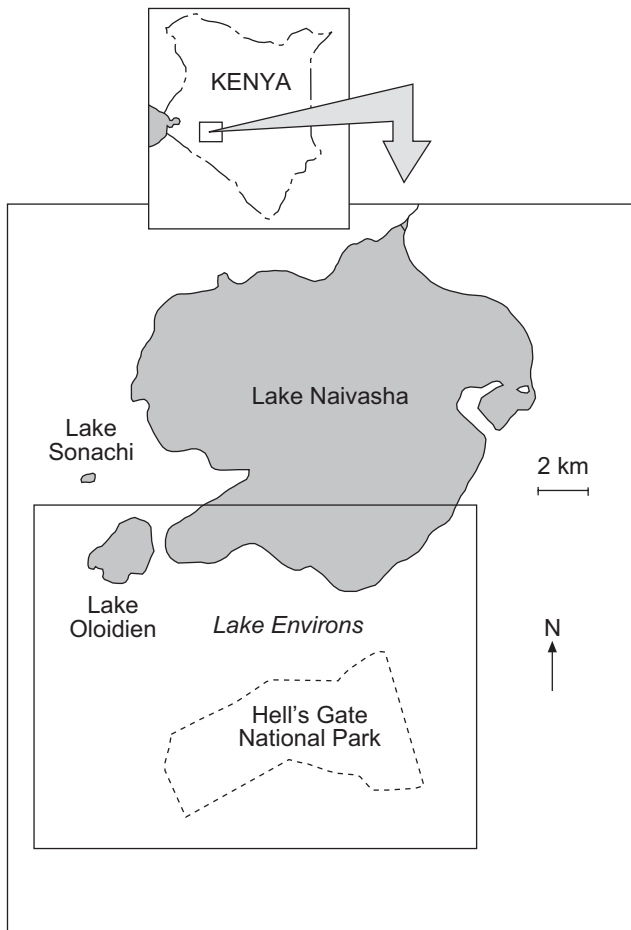 KENYA
Lake Naivasha
Lake
Sonachi
2 km
Lake
Oloidien
Lake Environs
N
Hell's Gate
National Park